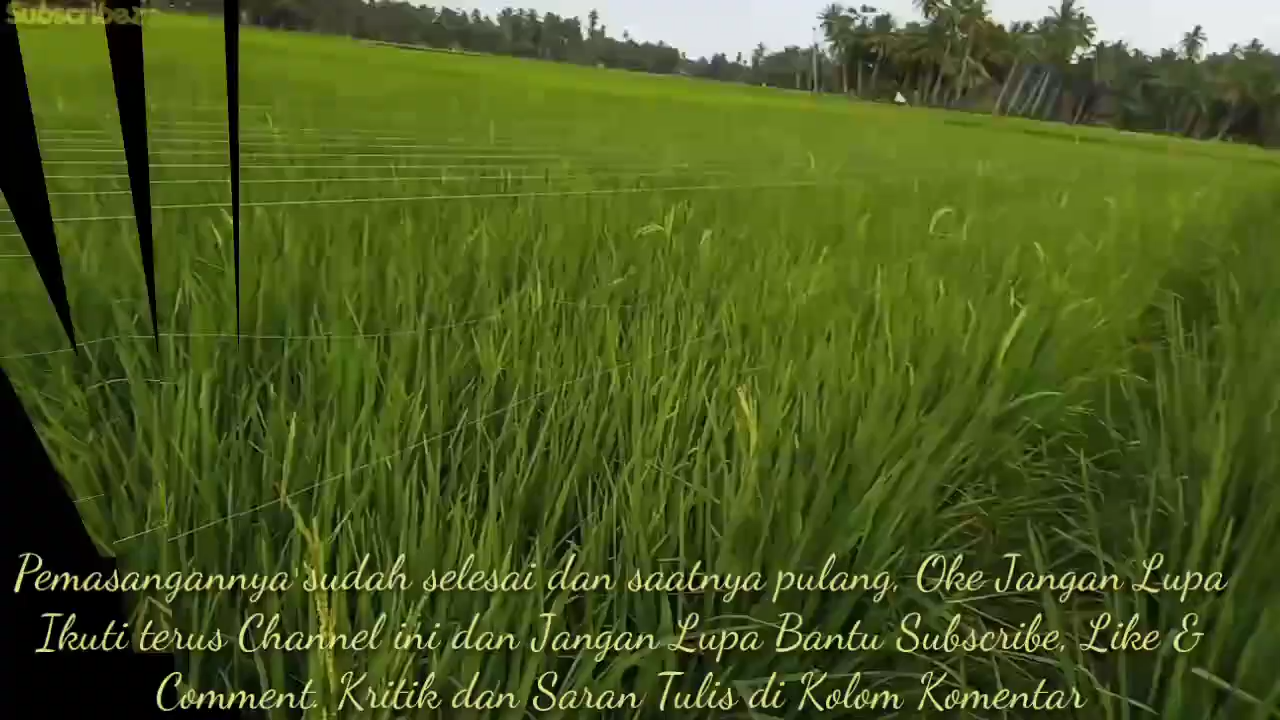 Subscribe
Pemasangannya sudah selesai dan saatnya pulang, Oke Jangan Lupa
Ikuti terus Channel ini dan Jangan Lupa Bantu Subscribe, Like &
Comment. Kritik dan Saran Tulis di Kolom Komentar